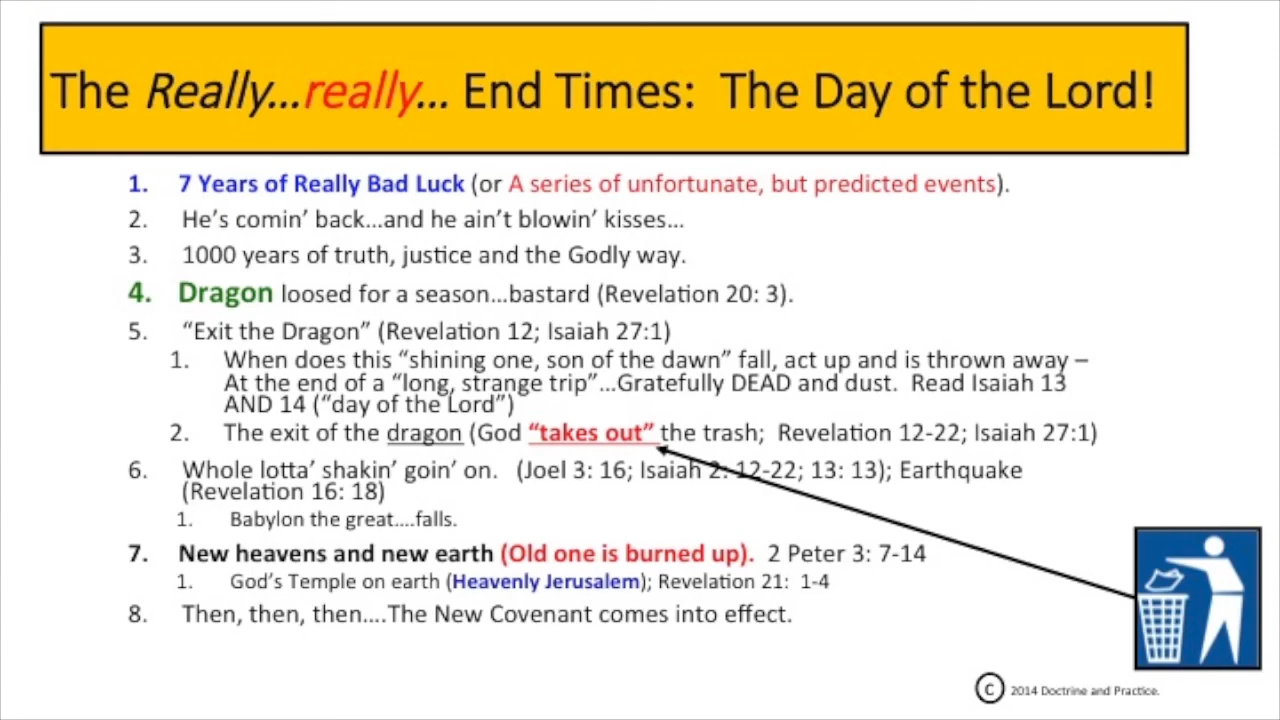 The Really...really... End Times:  The Day of the Lord!
1. 7 Years of Really Bad Luck (or A series of unfortunate, but predicted events).
2. He’s comin’ back...and he ain’t blowin’ kisses...
3. 1000 years of truth, justice and the Godly way.
4. Dragon loosed for a season...bastard (Revelation 20: 3).
5. “Exit the Dragon” (Revelation 12; Isaiah 27:1)
1. When does this “shining one, son of the dawn” fall, act up and is thrown away –
At the end of a “long, strange trip”...Gratefully DEAD and dust.  Read Isaiah 13
AND 14 (“day of the Lord”)
2. The exit of the dragon (God “takes out” the trash;  Revelation 12-22; Isaiah 27:1)
6. Whole lotta’ shakin’ goin’ on.  (Joel 3: 16; Isaiah 2: 12-22; 13: 13); Earthquake
(Revelation 16: 18)
1. Babylon the great....falls.
7. New heavens and new earth (Old one is burned up).  2 Peter 3: 7-14
1. God’s Temple on earth (Heavenly Jerusalem); Revelation 21:  1-4
8. Then, then, then....The New Covenant comes into effect.
© 2014 Doctrine and Practice.